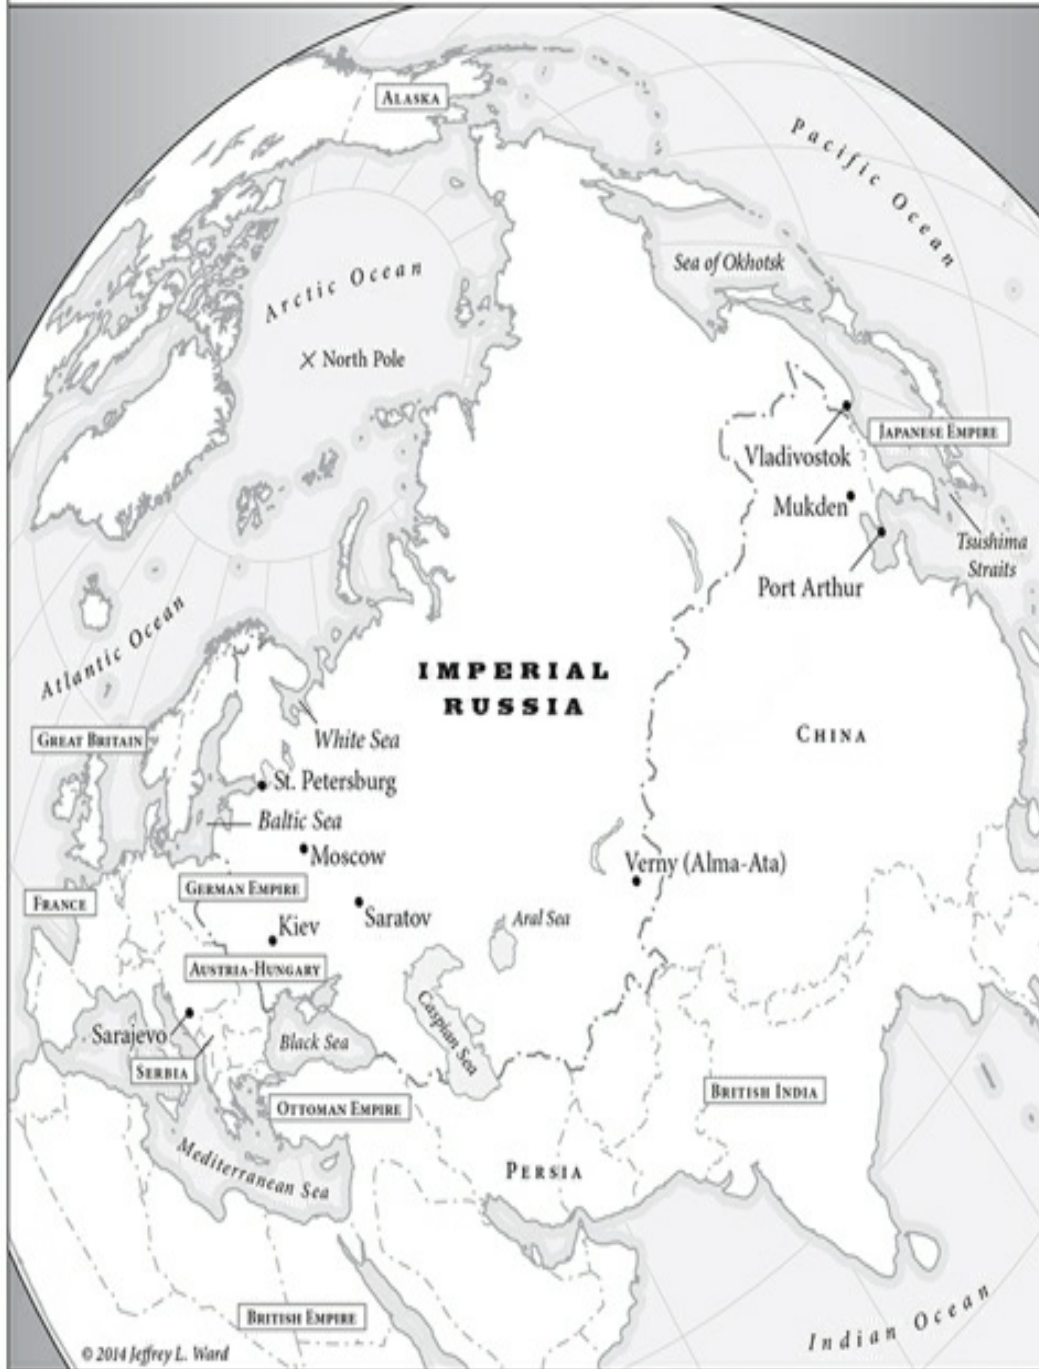 ALASKA
Pacific Ocean
Sea of Okhotsk
Arctic Ocean
North Pole
JAPANESE EMPIRE
Vladivostok
Mukden
Tsushima
Straits
Port Arthur
Atlantic Ocean
IMPERIAL
RUSSIA
GREAT BRITAIN
White Sea
CHINA
St. Petersburg
Baltic Sea
Moscow
Verny (Alma-Ata)
GERMAN EMPIRE
FRANCE
Saratov
Aral Sea
Kiev
AUSTRIA-HUNGARY
Caspian Sea
Sarajevo
Black Sea
SERBIA
BRITISH INDIA
OTTOMAN EMPIRE
Mediterranean Sea
PERSIA
BRITISH EMPIRE
Indian Ocean
© 2014 Jeffrey L. Ward